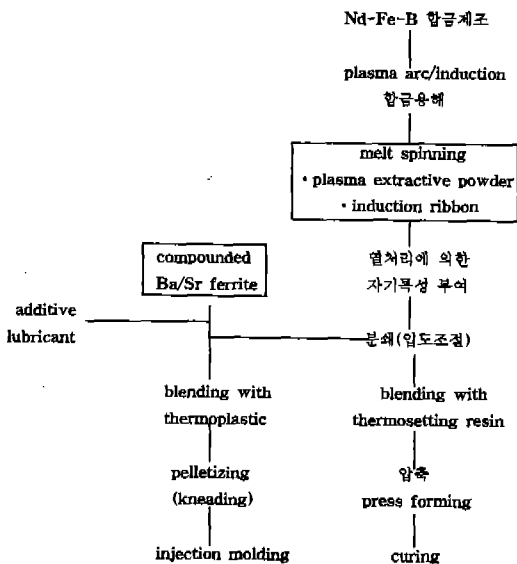 Nd-Fe-B 합금제조
plasma arc/induction
합금용해
melt spinning
· plasma extractive powder
· induction ribbon
compounded
Ba/Sr ferrite
열처리에 의한
자기특성 부여
additive
lubricant
분쇄(입도조절)
blending with
thermoplastic
blending with
thermosetting resin
pelletizing
(kneading)
압축
press forming
injection molding
curing